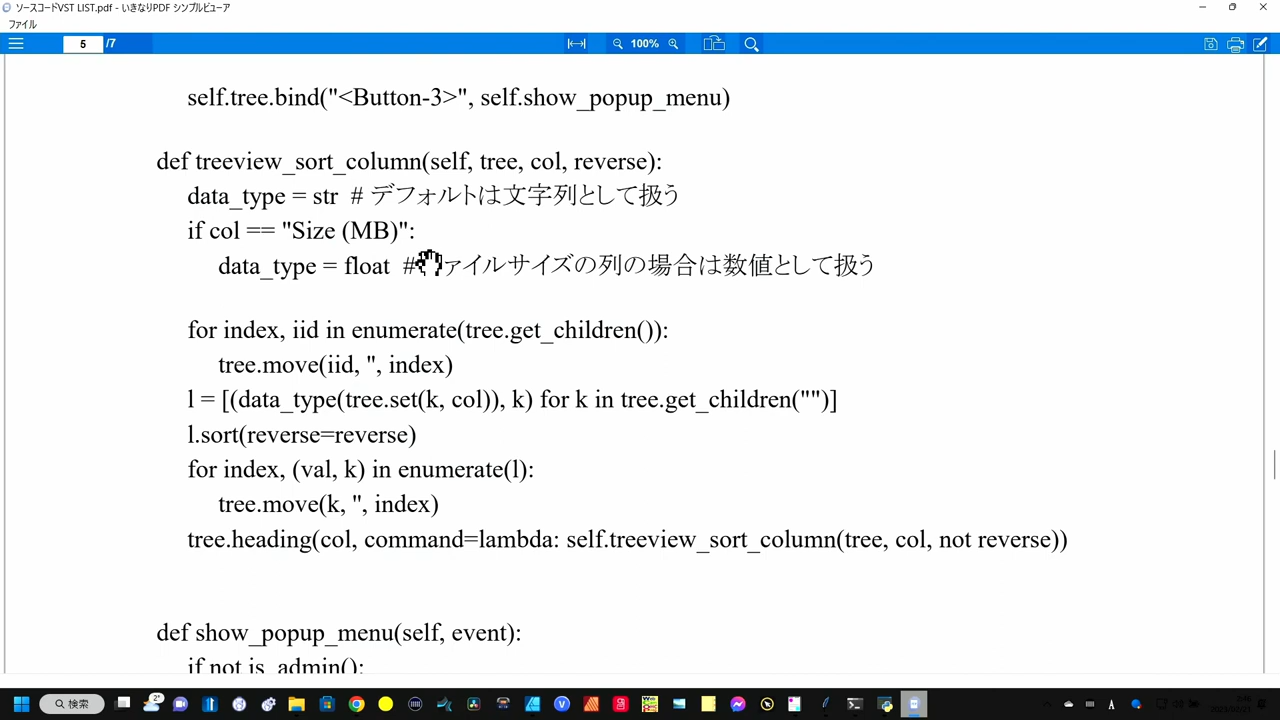 ソースコードVST LIST.pdf - いきなりPDF シンプルビューア
ファイル
5 /7
100%
self.tree.bind("<Button-3>", self.show_popup_menu)
def treeview_sort_column(self, tree, col, reverse):
data_type = str # デフォルトは文字列として扱う
if col == "Size (MB)":
data_type = float # ァイルサイズの列の場合は数値として扱う
for index, iid in enumerate(tree.get_children()):
tree.move(iid, '', index)
l = [(data_type(tree.set(k, col)), k) for k in tree.get_children("")]
l.sort(reverse=reverse)
for index, (val, k) in enumerate(l):
tree.move(k, '', index)
tree.heading(col, command=lambda: self.treeview_sort_column(tree, col, not reverse))
def show_popup_menu(self, event):
if not is_admin():
検索